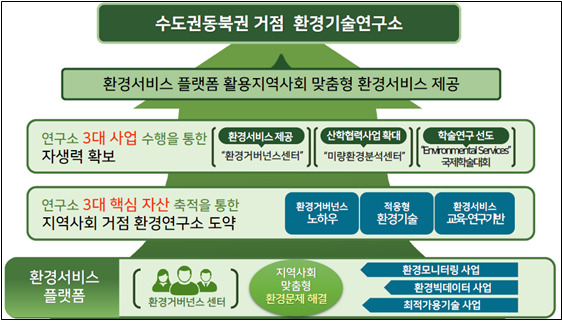 수도권동북권 거점 환경기술연구소
환경서비스 플랫폼 활용지역사회 맞춤형 환경서비스 제공
연구소 3대 사업 수행을 통한
자생력 확보
환경서비스 제공
"환경거버넌스센터"
산학협력사업 확대
"미량환경분석센터"
학술연구 선도
"Environmental Services"
국제학술대회
연구소 3대 핵심 자산 축적을 통한
지역사회 거점 환경연구소 도약
환경거버넌스
노하우
적응형
환경기술
환경서비스
교육·연구기반
환경서비스
플랫폼
환경거버넌스 센터
지역사회
맞춤형
환경문제 해결
환경모니터링 사업
환경빅데이터 사업
최적가용기술 사업